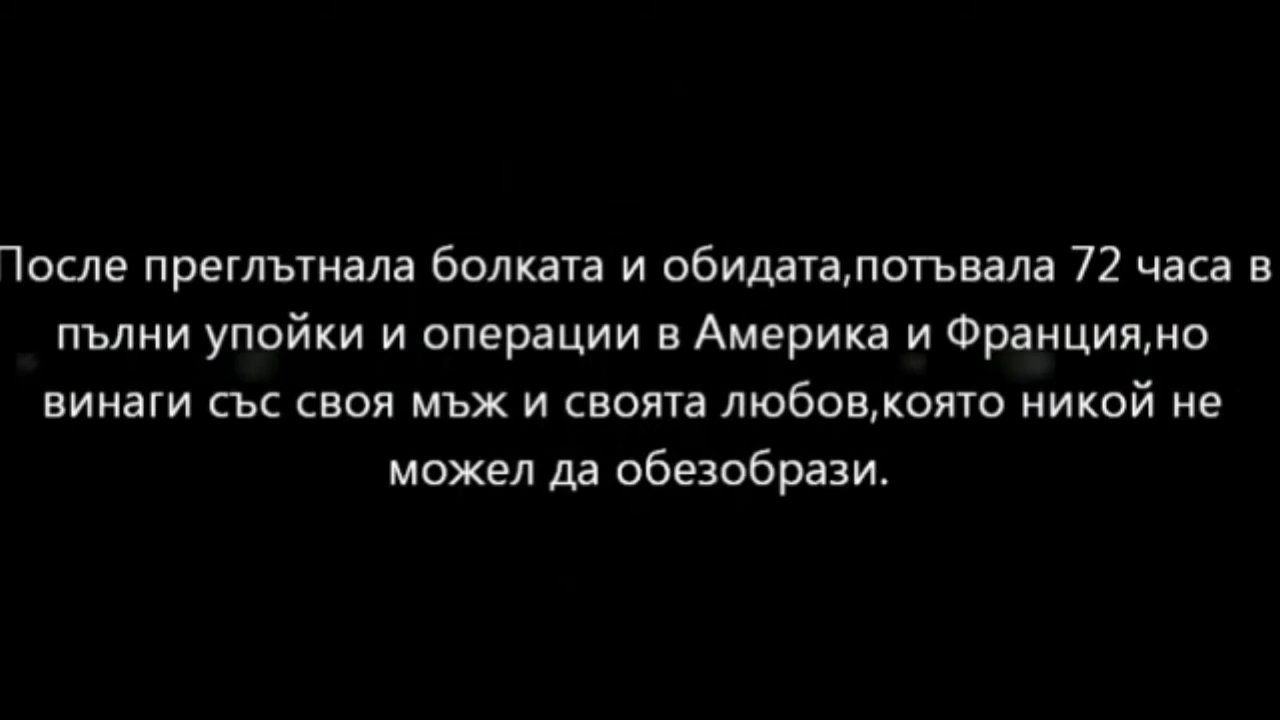 После преглътнала болката и обидата,потъвала 72 часа в
пълни упойки и операции в Америка и Франция,но
винаги със своя мъж и своята любов,която никой не
можел да обезобрази.